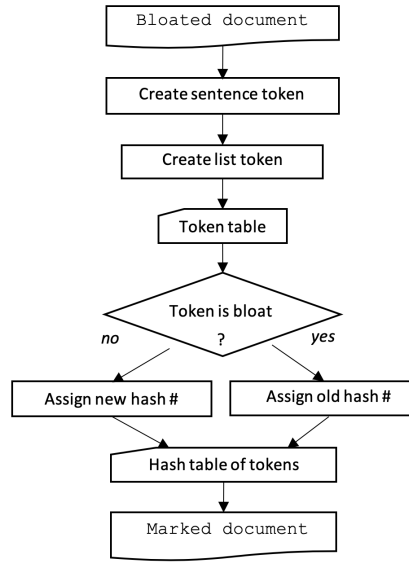 Bloated document
Create sentence token
Create list token
Token table
Token is bloat
?
no
yes
Assign new hash #
Assign old hash #
Hash table of tokens
Marked document